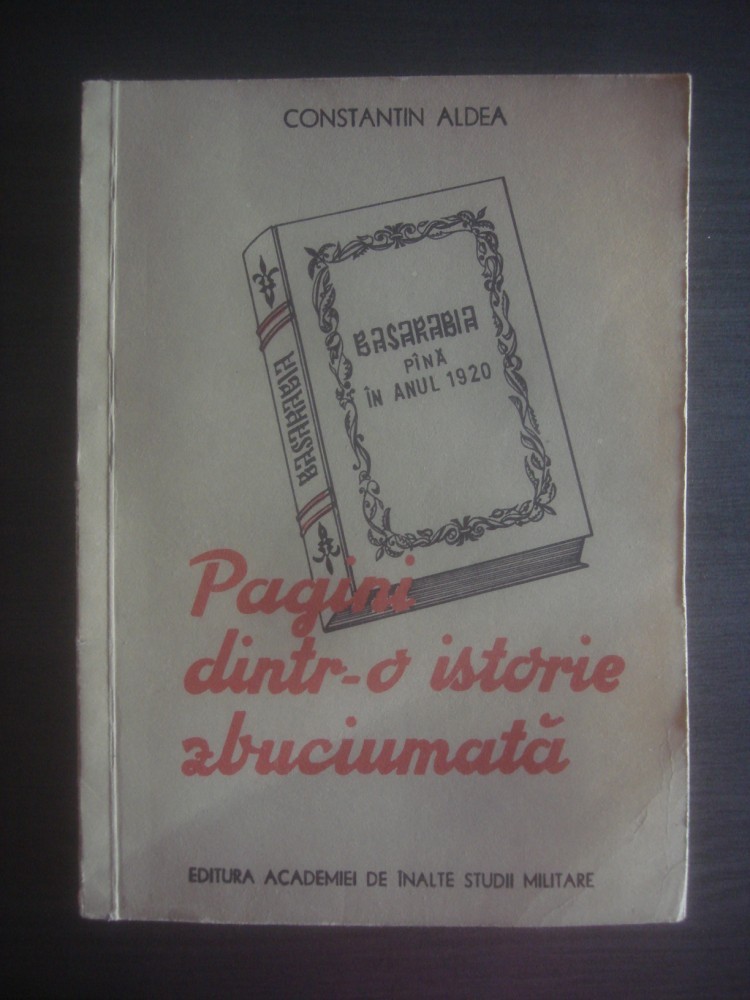 CONSTANTIN ALDEA
BASARABIA
BASARABIA
PÎNĂ
ÎN ANUL 1920
Pagini
dintr-o istorie
zbuciumată
EDITURA ACADEMIEI DE ÎNALTE STUDII MILITARE